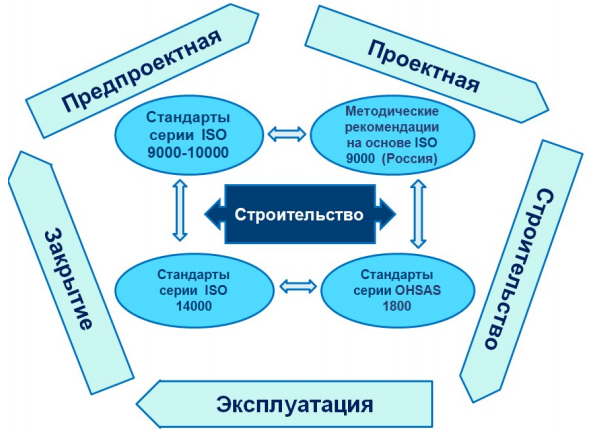 Предпроектная
Проектная
Стандарты
серии ISO
9000-10000
Методические
рекомендации
на основе ISO
9000 (Россия)
Строительство
Стандарты
серии ISO
14000
Стандарты
серии OHSAS
1800
Строительство
Эксплуатация
Закрытие